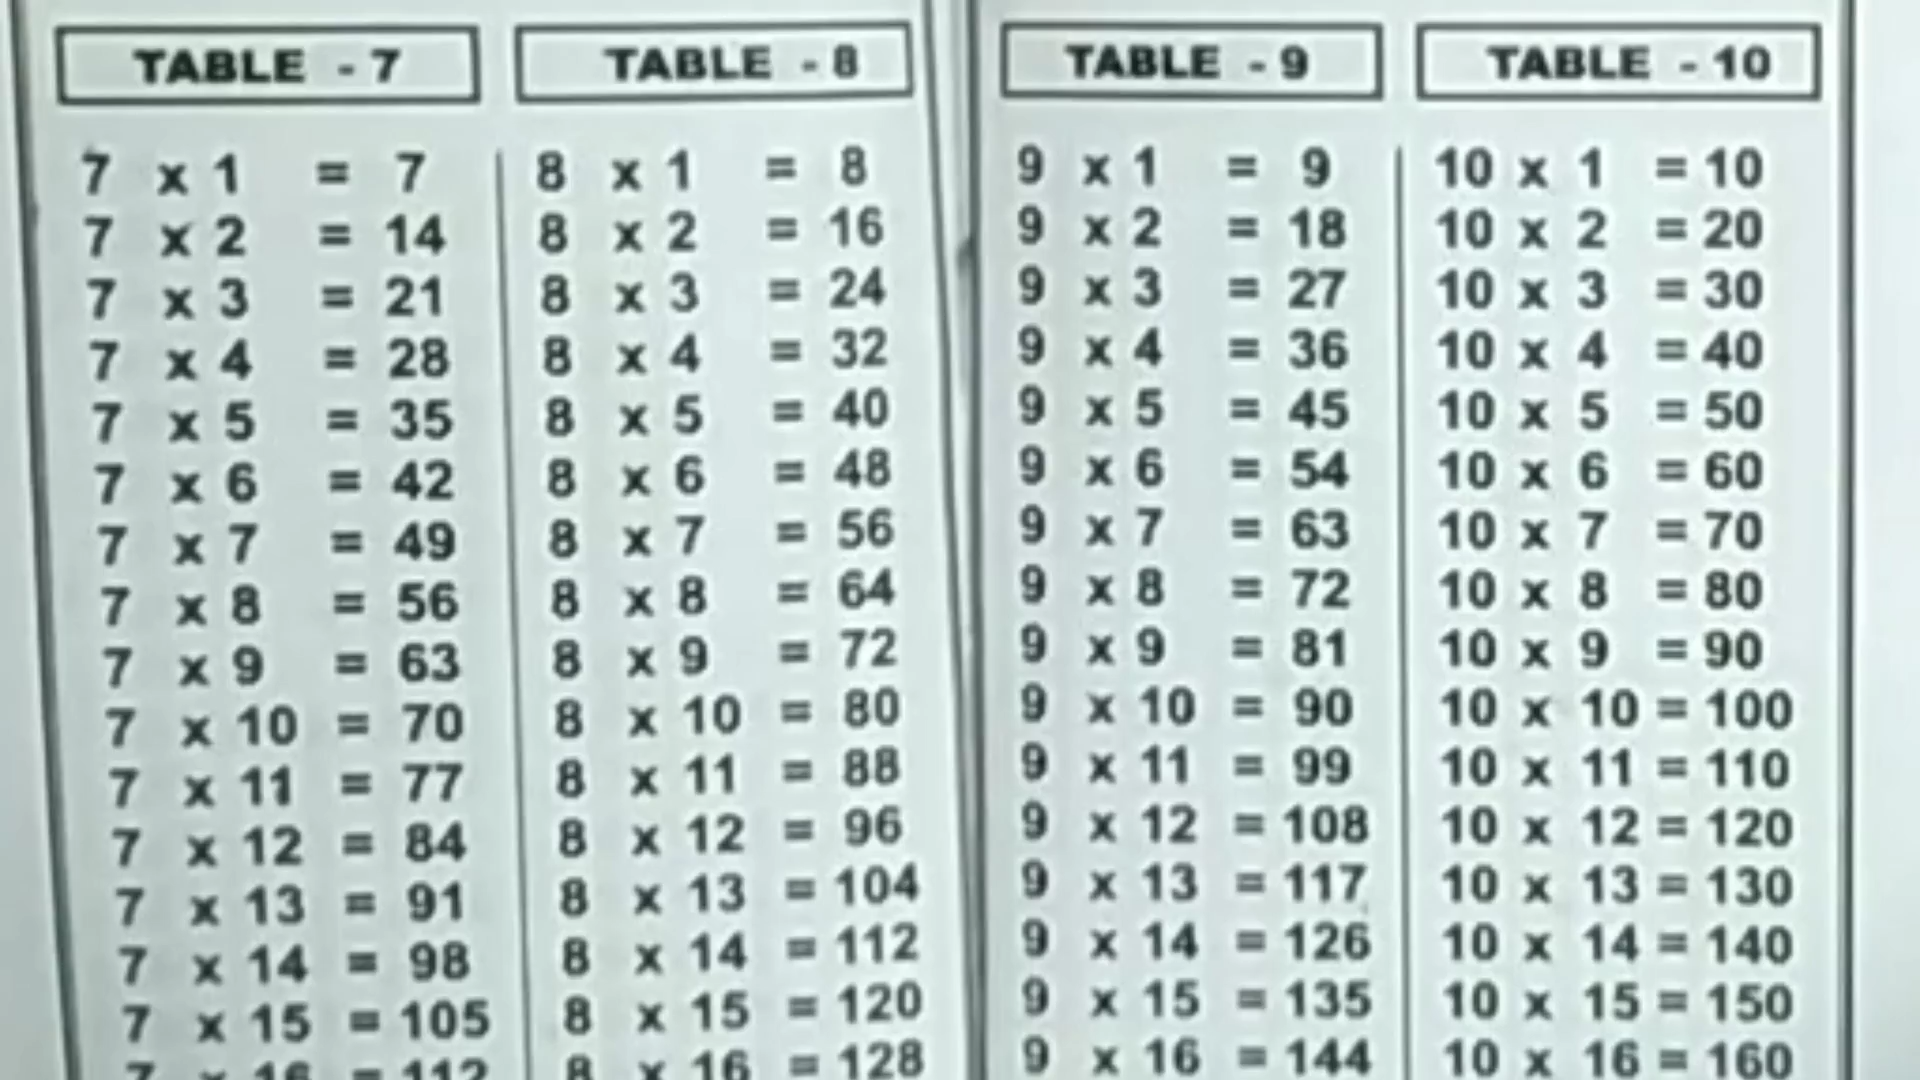 TABLE - 7
7 x 1 = 7
7 x 2 = 14
7 x 3 = 21
7 x 4 = 28
7 x 5 = 35
7 x 6 = 42
7 x 7 = 49
7 x 8 = 56
7 x 9 = 63
7 x 10 = 70
7 x 11 = 77
7 x 12 = 84
7 x 13 = 91
7 x 14 = 98
7 x 15 = 105
7 x 16 = 112
TABLE - 8
8 x 1 = 8
8 x 2 = 16
8 x 3 = 24
8 x 4 = 32
8 x 5 = 40
8 x 6 = 48
8 x 7 = 56
8 x 8 = 64
8 x 9 = 72
8 x 10 = 80
8 x 11 = 88
8 x 12 = 96
8 x 13 = 104
8 x 14 = 112
8 x 15 = 120
8 x 16 = 128
TABLE - 9
9 x 1 = 9
9 x 2 = 18
9 x 3 = 27
9 x 4 = 36
9 x 5 = 45
9 x 6 = 54
9 x 7 = 63
9 x 8 = 72
9 x 9 = 81
9 x 10 = 90
9 x 11 = 99
9 x 12 = 108
9 x 13 = 117
9 x 14 = 126
9 x 15 = 135
9 x 16 = 144
TABLE - 10
10 x 1 = 10
10 x 2 = 20
10 x 3 = 30
10 x 4 = 40
10 x 5 = 50
10 x 6 = 60
10 x 7 = 70
10 x 8 = 80
10 x 9 = 90
10 x 10 = 100
10 x 11 = 110
10 x 12 = 120
10 x 13 = 130
10 x 14 = 140
10 x 15 = 150
10 x 16 = 160